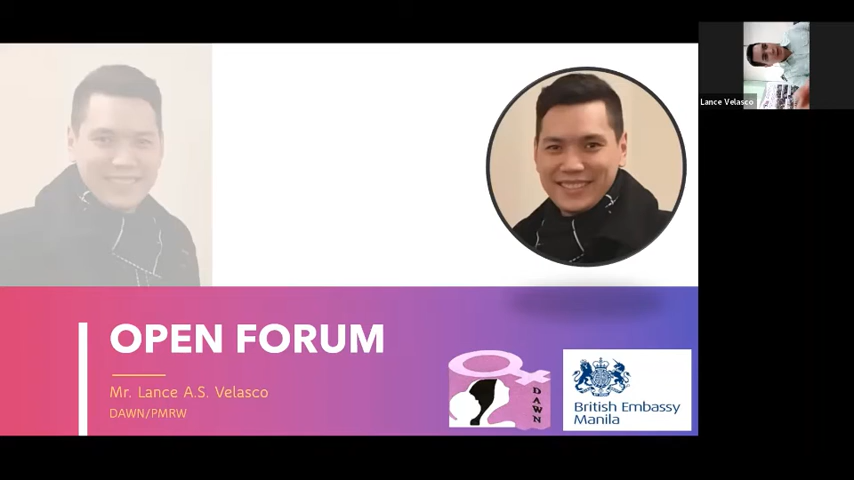 Lance Velasco
OPEN FORUM
Mr. Lance A.S. Velasco
DAWN/PMRW
DAWN
British Embassy
Manila